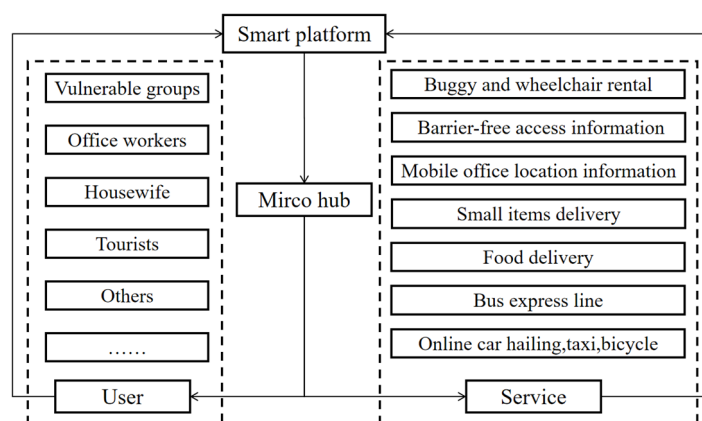 Smart platform
Vulnerable groups
Office workers
Housewife
Tourists
Others
……
User
Mirco hub
Buggy and wheelchair rental
Barrier-free access information
Mobile office location information
Small items delivery
Food delivery
Bus express line
Online car hailing,taxi,bicycle
Service